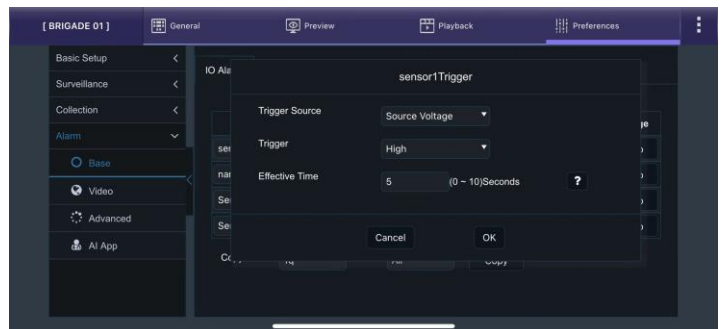 [ BRIGADE 01 ] General Preview Playback Preferences
Basic Setup
Surveillance
Collection
Alarm
Base
Video
Advanced
AI App
IO Ala
sensor1Trigger
Trigger Source Source Voltage
Trigger High
Effective Time 5 (0 ~ 10)Seconds ?
Cancel OK
Copy